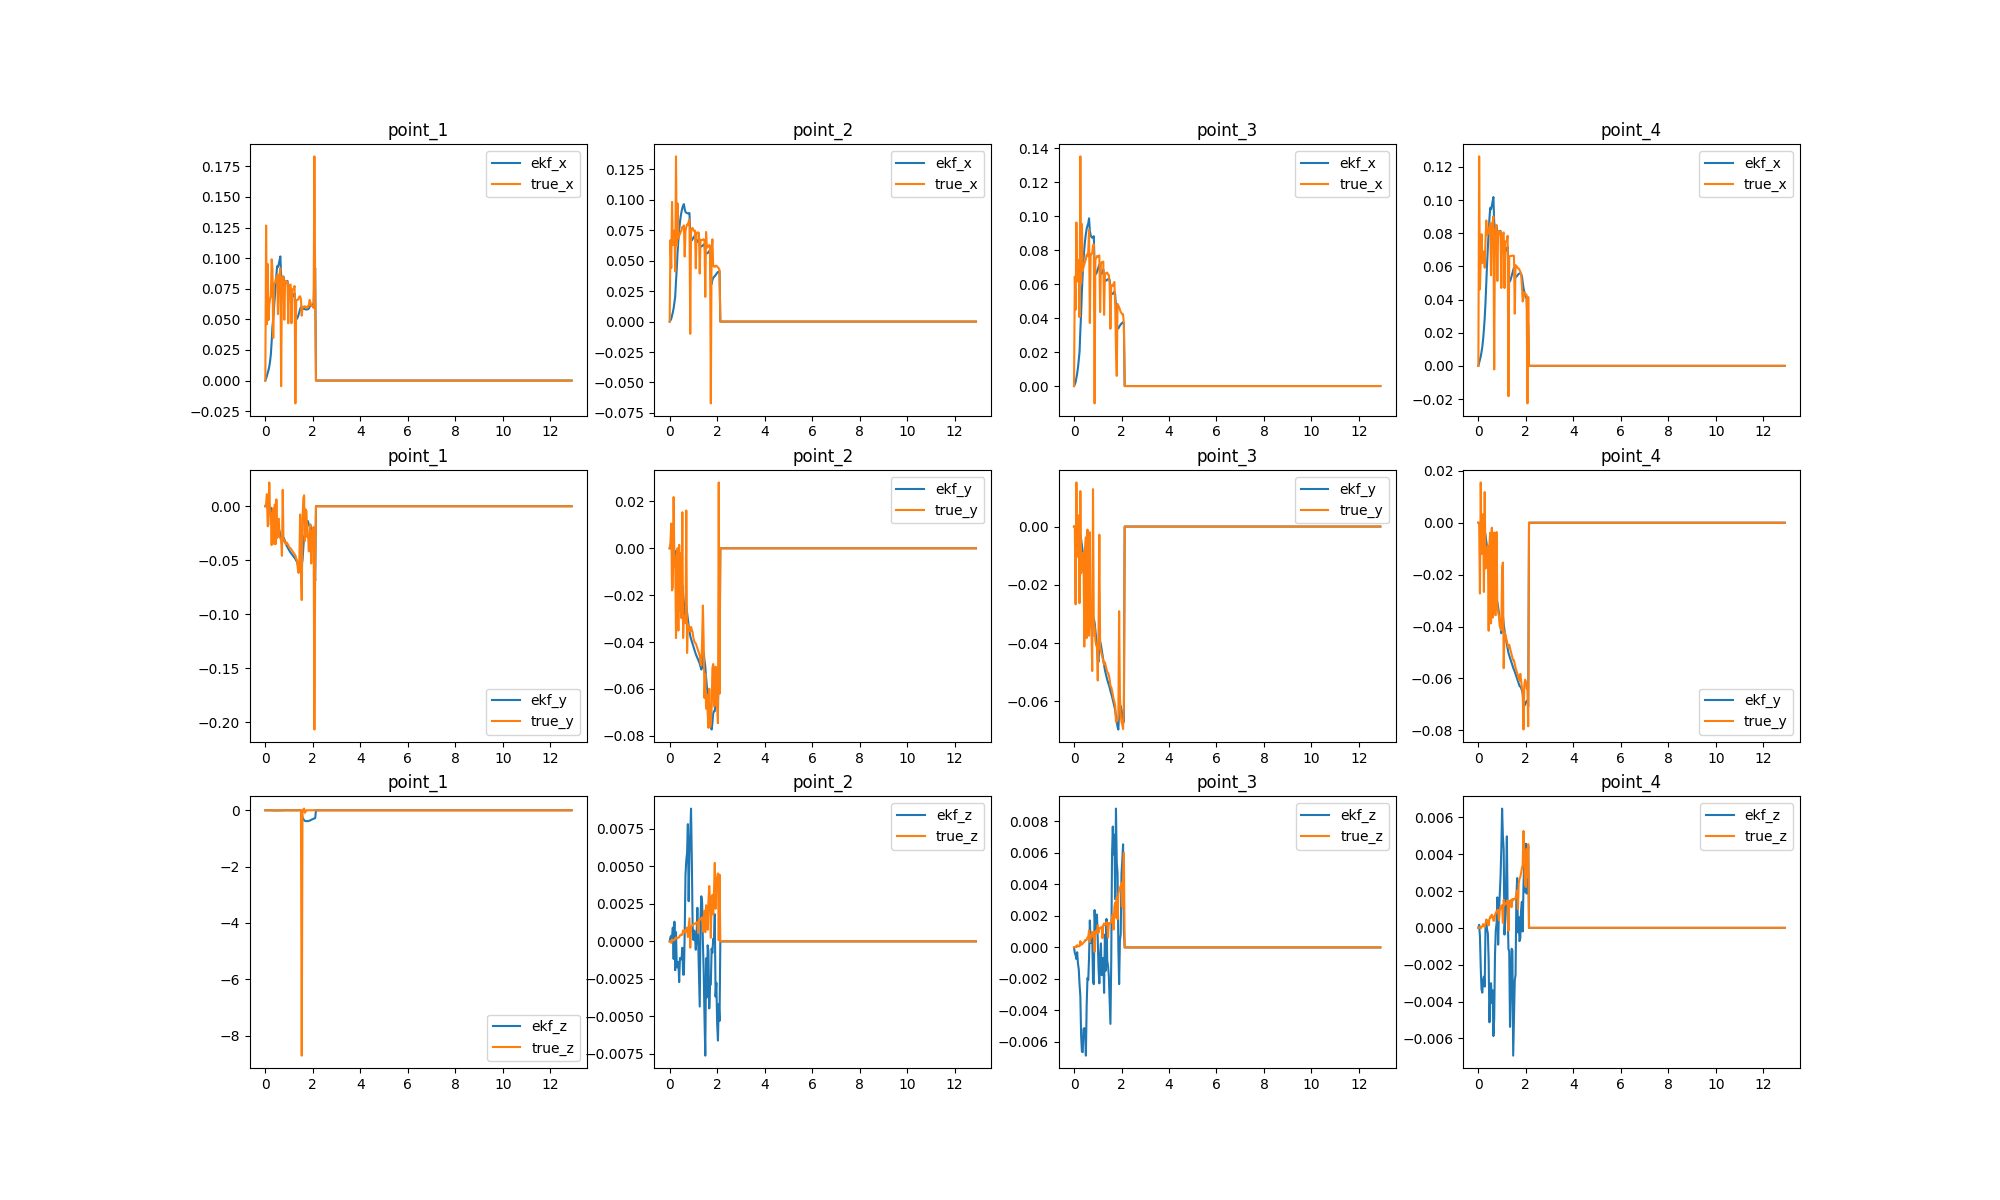 point_1
0.175
0.150
0.125
0.100
0.075
0.050
0.025
0.000
−0.025
0 2 4 6 8 10 12
ekf_x
true_x
point_2
0.125
0.100
0.075
0.050
0.025
0.000
−0.025
−0.050
−0.075
0 2 4 6 8 10 12
ekf_x
true_x
point_3
0.14
0.12
0.10
0.08
0.06
0.04
0.02
0.00
0 2 4 6 8 10 12
ekf_x
true_x
point_4
0.12
0.10
0.08
0.06
0.04
0.02
0.00
−0.02
0 2 4 6 8 10 12
ekf_x
true_x
point_1
0.00
−0.05
−0.10
−0.15
−0.20
0 2 4 6 8 10 12
ekf_y
true_y
point_2
0.02
0.00
−0.02
−0.04
−0.06
−0.08
0 2 4 6 8 10 12
ekf_y
true_y
point_3
0.00
−0.02
−0.04
−0.06
0 2 4 6 8 10 12
ekf_y
true_y
point_4
0.02
0.00
−0.02
−0.04
−0.06
−0.08
0 2 4 6 8 10 12
ekf_y
true_y
point_1
0
−2
−4
−6
−8
0 2 4 6 8 10 12
ekf_z
true_z
point_2
0.0075
0.0050
0.0025
0.0000
−0.0025
−0.0050
−0.0075
0 2 4 6 8 10 12
ekf_z
true_z
point_3
0.008
0.006
0.004
0.002
0.000
−0.002
−0.004
−0.006
0 2 4 6 8 10 12
ekf_z
true_z
point_4
0.006
0.004
0.002
0.000
−0.002
−0.004
−0.006
0 2 4 6 8 10 12
ekf_z
true_z